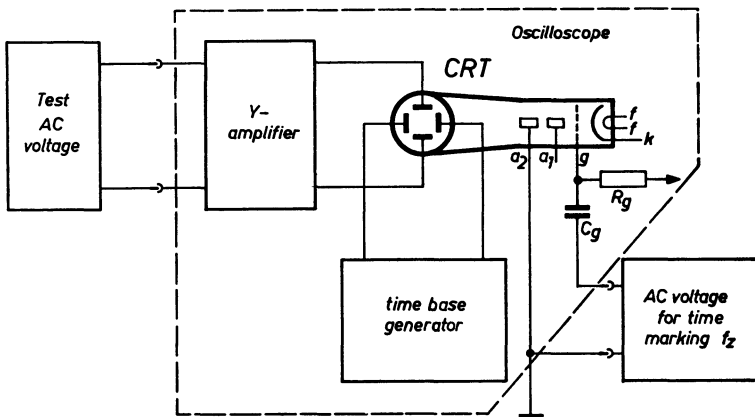 Oscilloscope
CRT
Test
AC
voltage
Y-
amplifier
f
f
k
a2
a1
g
Rg
Cg
time base
generator
AC voltage
for time
marking fz